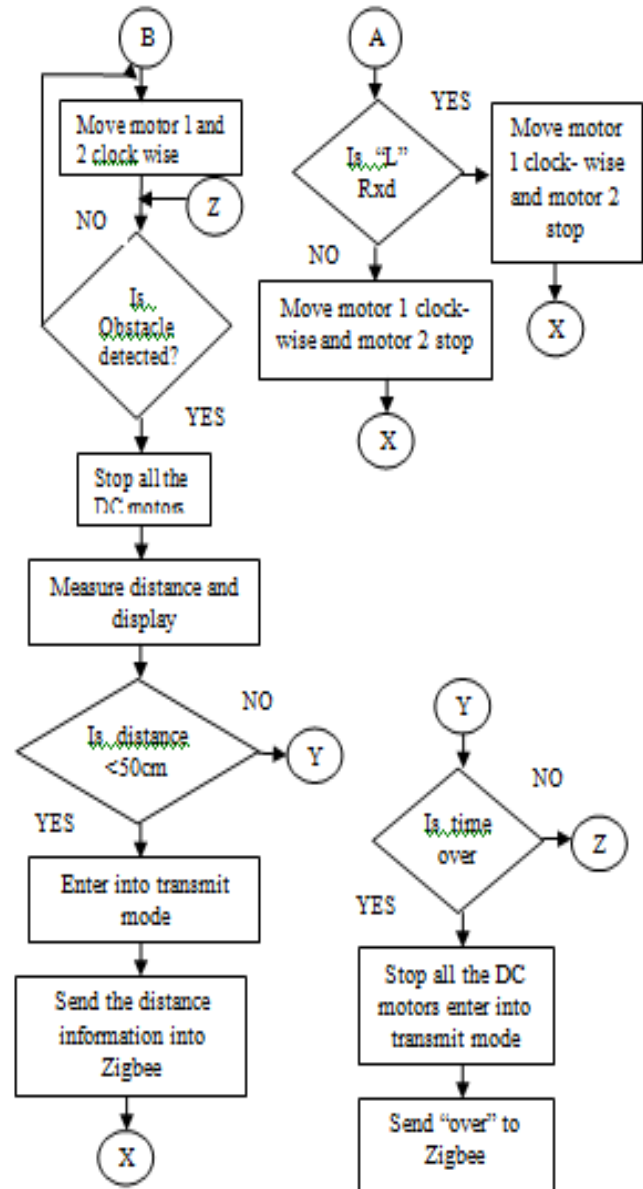 B
Move motor 1 and
2 clock wise
Z
NO
Is
Obstacle
detected?
YES
Stop all the
DC motors
Measure distance and
display
Is distance
<50cm
NO
Y
YES
Enter into transmit
mode
Send the distance
information into
Zigbee
X
A
Is "L"
Rxd
YES
Move motor
1 clock- wise
and motor 2
stop
X
NO
Move motor 1 clock-
wise and motor 2 stop
X
Y
Is time
over
NO
Z
YES
Stop all the DC
motors enter into
transmit mode
Send “over” to
Zigbee